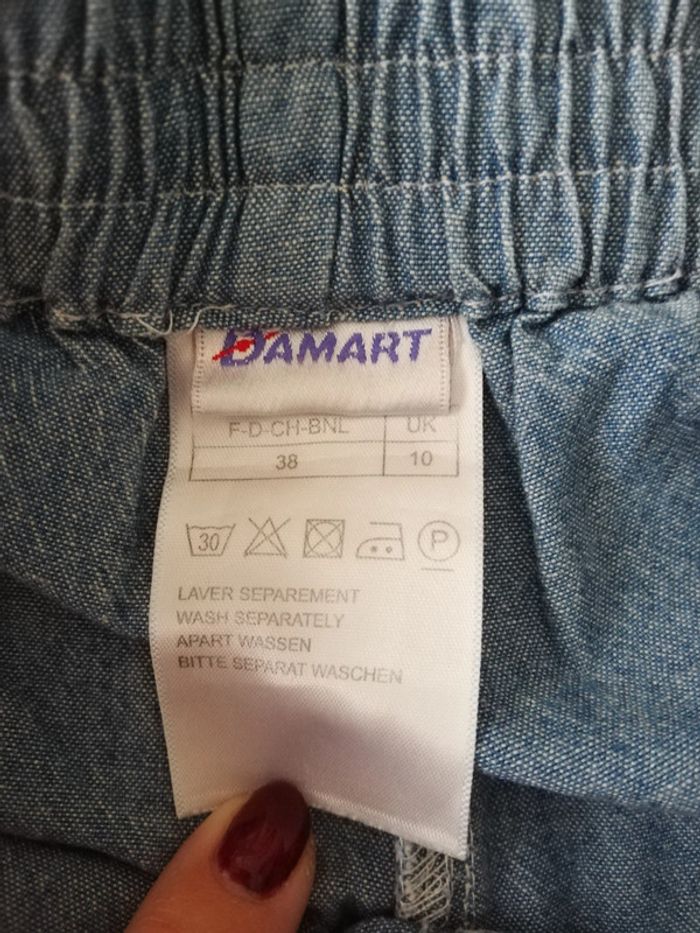 DAMART
F-D-CH-BNL UK
38 10
30 P
LAVER SEPAREMENT
WASH SEPARATELY
APART WASSEN
BITTE SEPARAT WASCHEN